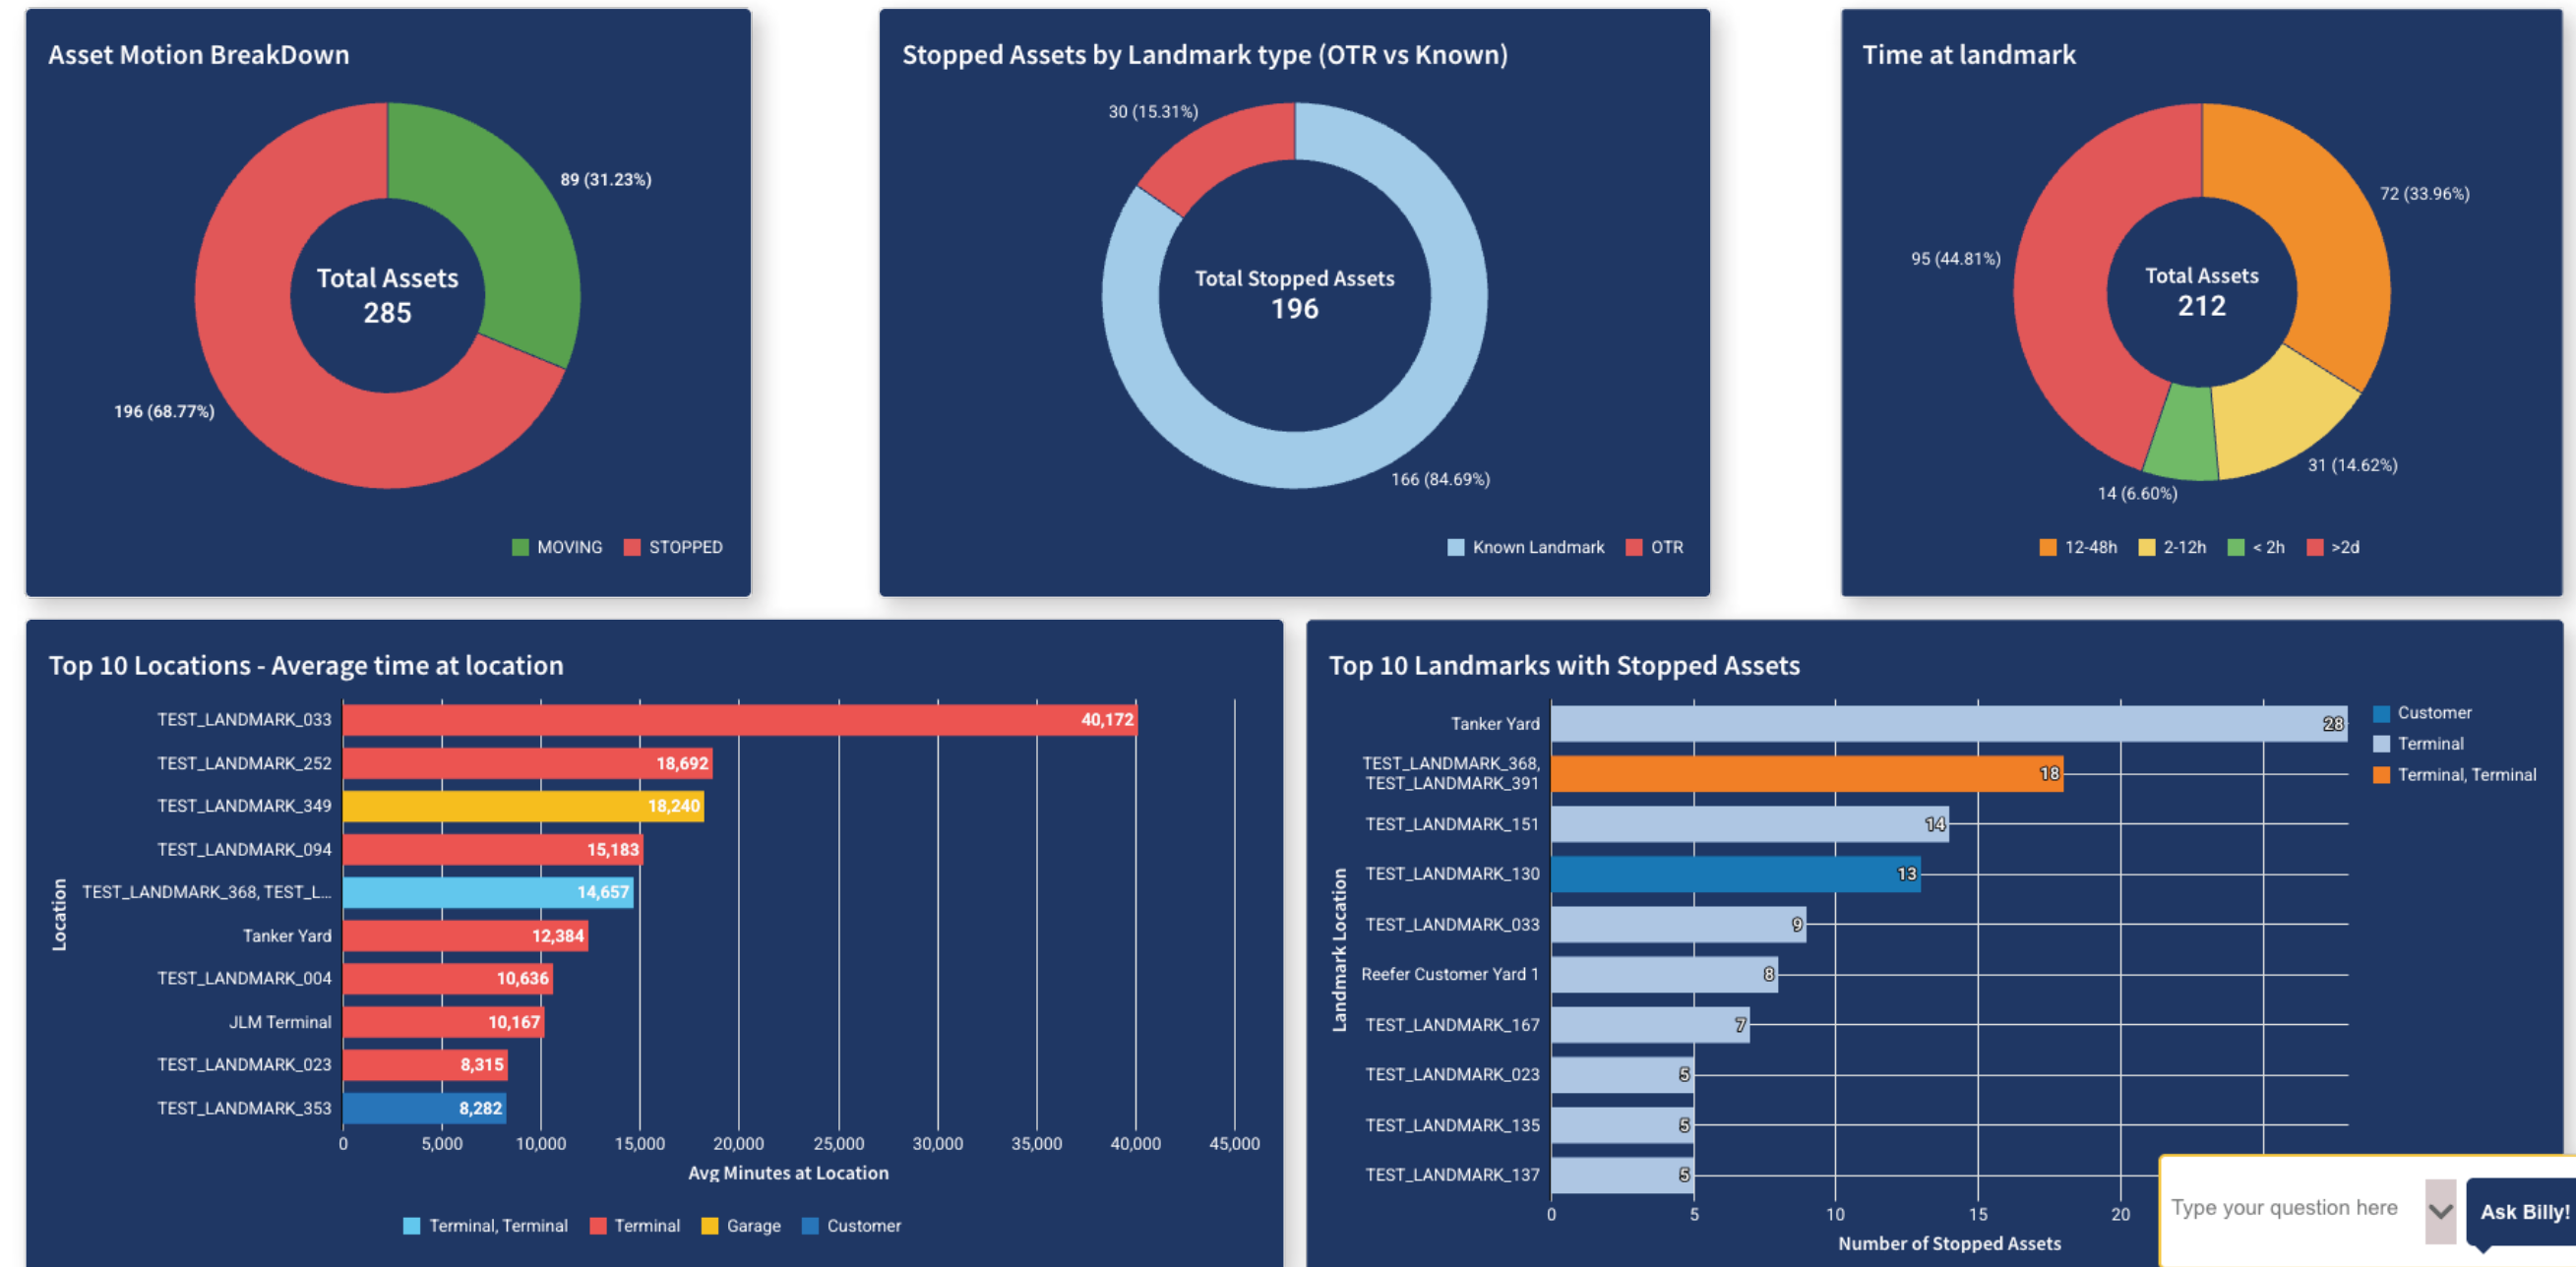 Asset Motion BreakDown
89 (31.23%)
Total Assets
285
196 (68.77%)
MOVING
STOPPED
Stopped Assets by Landmark type (OTR vs Known)
30 (15.31%)
Total Stopped Assets
196
166 (84.69%)
Known Landmark
OTR
Time at landmark
72 (33.96%)
95 (44.81%)
Total Assets
212
31 (14.62%)
14 (6.60%)
12-48h
2-12h
< 2h
>2d
Top 10 Locations - Average time at location
Location
TEST_LANDMARK_033
40,172
TEST_LANDMARK_252
18,692
TEST_LANDMARK_349
18,240
TEST_LANDMARK_094
15,183
TEST_LANDMARK_368, TEST_L...
14,657
Tanker Yard
12,384
TEST_LANDMARK_004
10,636
JLM Terminal
10,167
TEST_LANDMARK_023
8,315
TEST_LANDMARK_353
8,282
0
5,000
10,000
15,000
20,000
25,000
30,000
35,000
40,000
45,000
Avg Minutes at Location
Terminal, Terminal
Terminal
Garage
Customer
Top 10 Landmarks with Stopped Assets
Landmark Location
Tanker Yard
28
TEST_LANDMARK_368,
TEST_LANDMARK_391
18
TEST_LANDMARK_151
14
TEST_LANDMARK_130
13
TEST_LANDMARK_033
9
Reefer Customer Yard 1
8
TEST_LANDMARK_167
7
TEST_LANDMARK_023
5
TEST_LANDMARK_135
5
TEST_LANDMARK_137
5
0
5
10
15
20
Number of Stopped Assets
Customer
Terminal
Terminal, Terminal
Type your question here
Ask Billy!